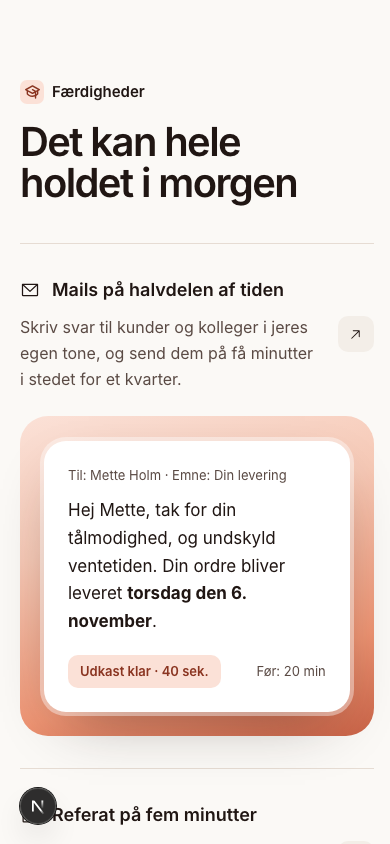 Færdigheder
Det kan hele
holdt i morgen
Mails på halvdelen af tiden
Skriv svar til kunder og kolleger i jeres
egen tone, og send dem på få minutter
i stedet for et kvarter.
Til: Mette Holm · Emne: Din levering
Hej Mette, tak for din
tålmodighed, og undskyld
ventetiden. Din ordre bliver
leveret torsdag den 6.
november.
Udkast klar · 40 sek.
Før: 20 min
N
Referat på fem minutter